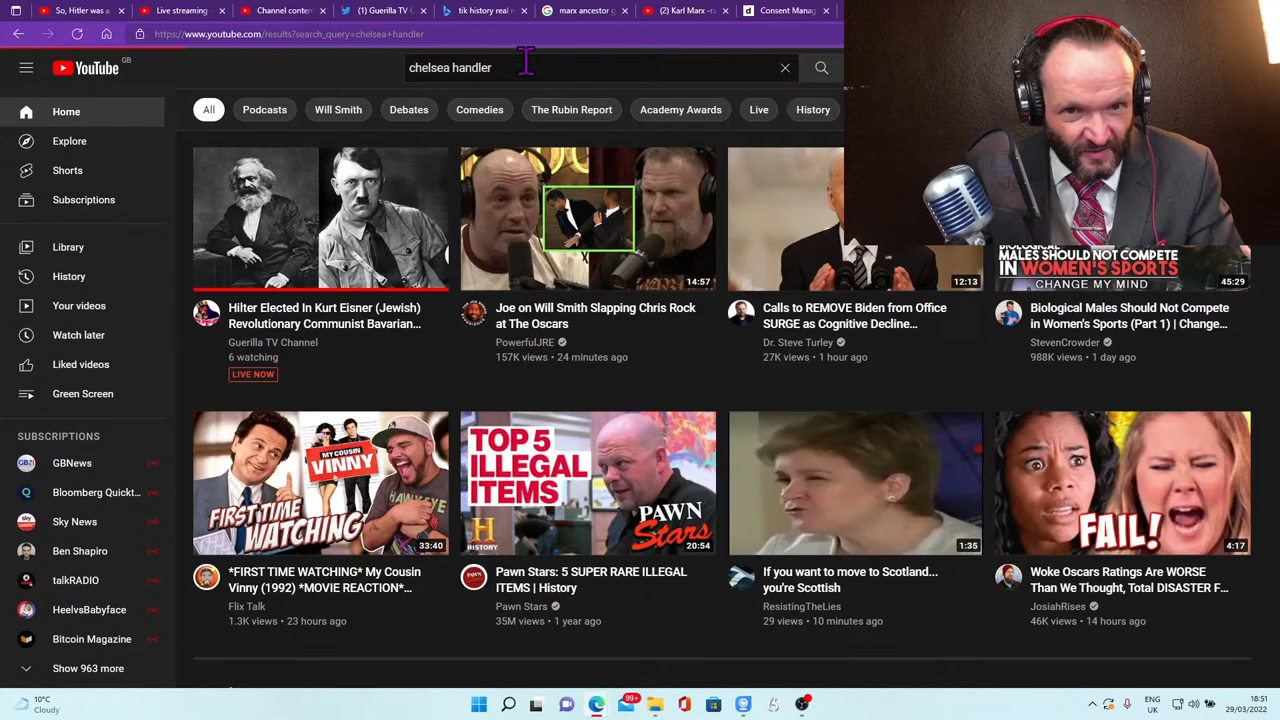 So, Hitler was a
Live streaming -
Channel conten
(1) Guerilla TV C
tik history real n
marx ancestor g
(2) Karl Marx -
Consent Manag
https://www.youtube.com/results?search_query=chelsea+handler
YouTube GB
chelsea handler
All
Podcasts
Will Smith
Debates
Comedies
The Rubin Report
Academy Awards
Live
History
Home
Explore
Shorts
Subscriptions
Library
History
Your videos
Watch later
Liked videos
Green Screen
SUBSCRIPTIONS
GBNews
Bloomberg Quickt...
Sky News
Ben Shapiro
talkRADIO
HeelvsBabyface
Bitcoin Magazine
Show 963 more
Hilter Elected In Kurt Eisner (Jewish)
Revolutionary Communist Bavarian...
Guerilla TV Channel
6 watching
LIVE NOW
14:57
Joe on Will Smith Slapping Chris Rock
at The Oscars
PowerfulJRE
157K views • 24 minutes ago
12:13
Calls to REMOVE Biden from Office
SURGE as Cognitive Decline...
Dr. Steve Turley
27K views • 1 hour ago
BIOLOGICAL
MALES SHOULD NOT COMPETE
IN WOMEN'S SPORTS
CHANGE MY MIND
45:29
Biological Males Should Not Compete
in Women's Sports (Part 1) | Change...
StevenCrowder
988K views • 1 day ago
MY COUSIN
VINNY
HAWKEYE
FIRST TIME
WATCHING
33:40
*FIRST TIME WATCHING* My Cousin
Vinny (1992) *MOVIE REACTION*...
Flix Talk
1.3K views • 23 hours ago
TOP 5
ILLEGAL
ITEMS
H
HISTORY
PAWN
Stars
20:54
Pawn Stars: 5 SUPER RARE ILLEGAL
ITEMS | History
Pawn Stars
35M views • 1 year ago
1:35
If you want to move to Scotland...
you're Scottish
ResistingTheLies
29 views • 10 minutes ago
FAIL!
4:17
Woke Oscars Ratings Are WORSE
Than We Thought, Total DISASTER F...
JosiahRises
46K views • 14 hours ago
10°C
Cloudy
99+
ENG
UK
18:51
29/03/2022